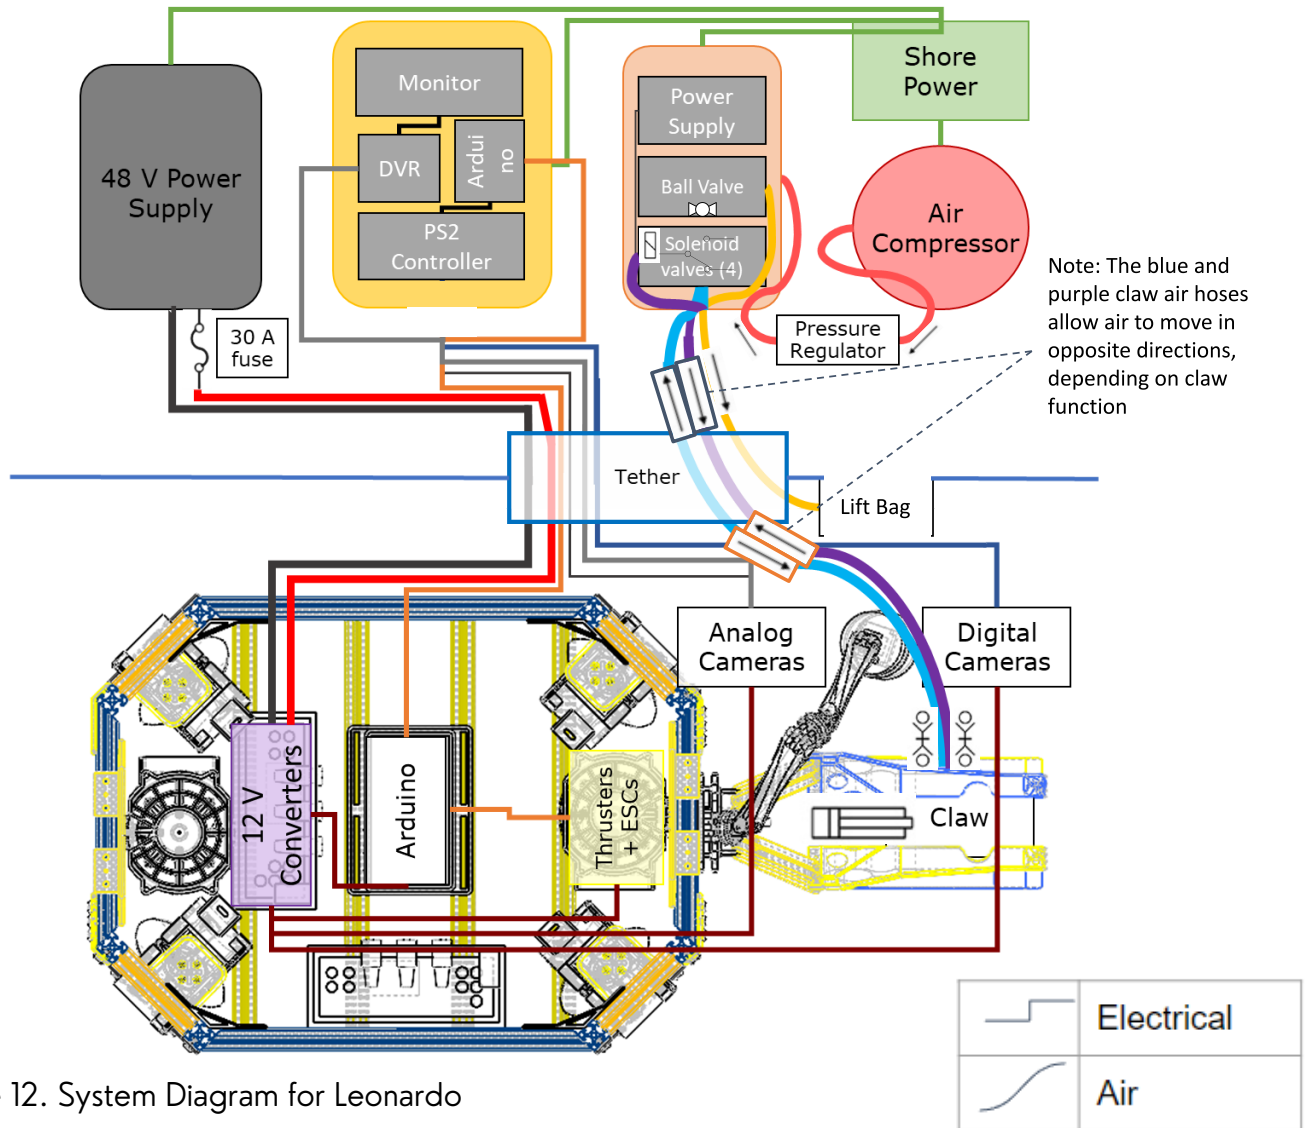 Shore
Power
Monitor
Power
Supply
DVR
Ardui
no
48 V Power
Supply
Ball Valve
Air
Compressor
PS2
Controller
Solenoid
valves (4)
Note: The blue and
purple claw air hoses
allow air to move in
opposite directions,
depending on claw
function
30 A
fuse
Pressure
Regulator
Tether
Lift Bag
Analog
Cameras
Digital
Cameras
12 V
Converters
Arduino
Thrusters
+ ESCs
Claw
Electrical
Air
12. System Diagram for Leonardo